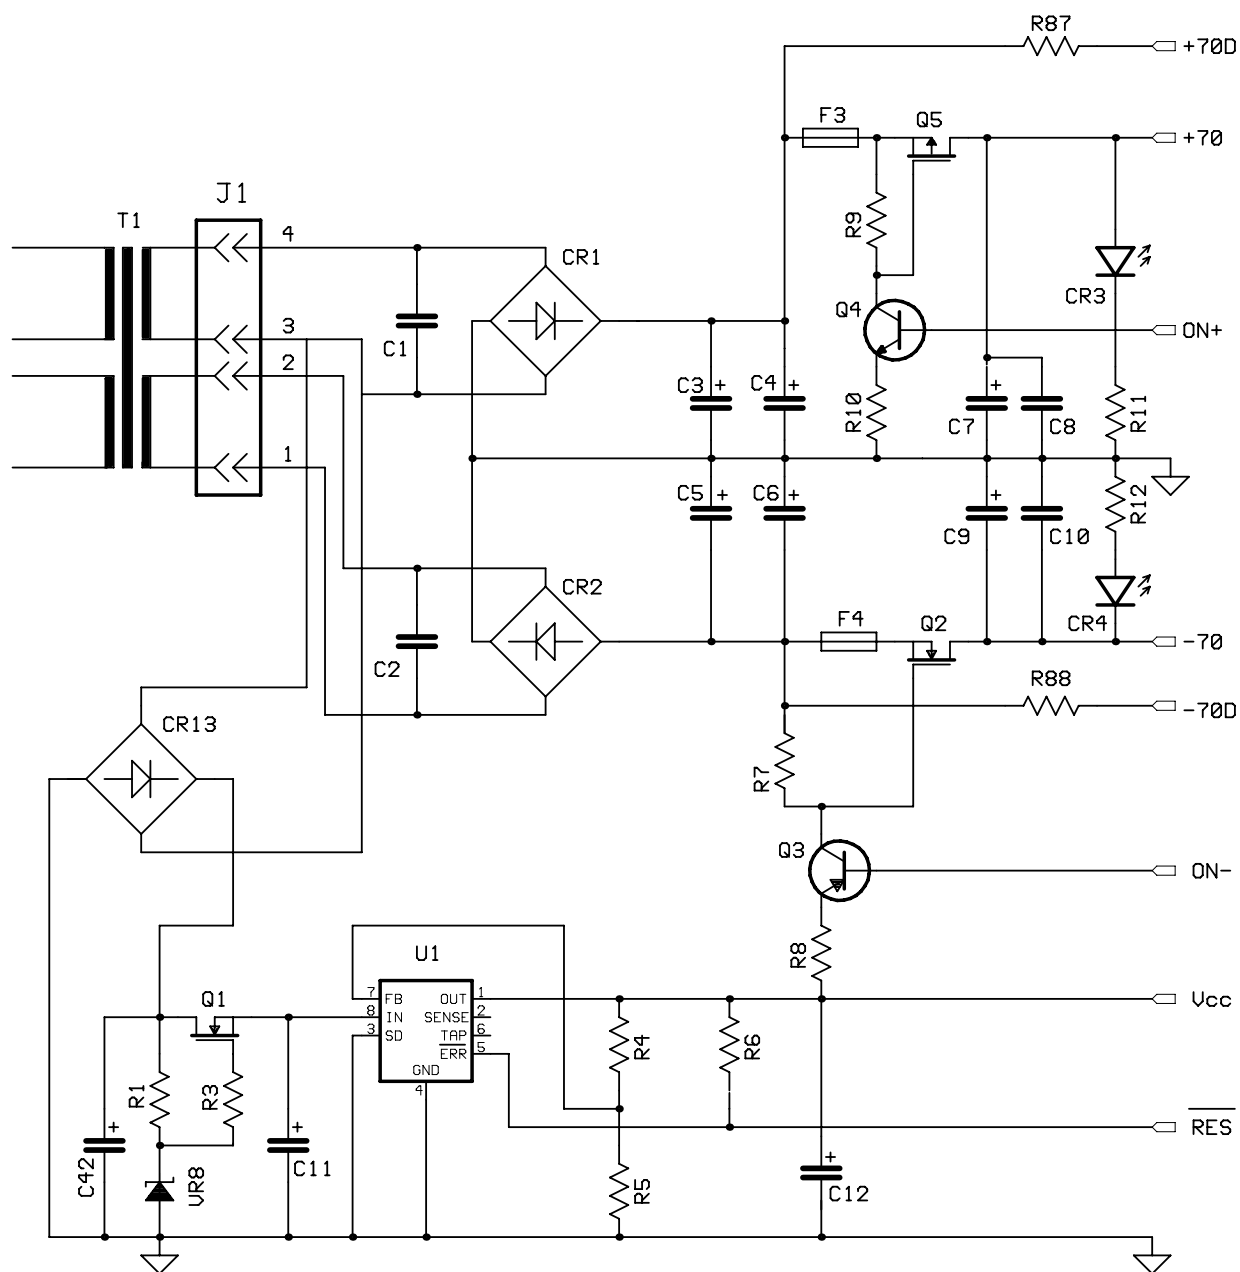 R87
+70D
F3
Q5
+70
J1
T1
4
CR1
R9
CR3
Q4
ON+
3
C1
2
C3 +
C4 +
R10
+
C7
C8
R11
1
C5 +
C6 +
+
C9
C10
R12
CR2
CR4
F4
Q2
-70
C2
R88
-70D
CR13
R7
Q3
ON-
U1
R8
7 FB OUT 1
Vcc
Q1
8 IN SENSE 2
3 SD TAP 6
ERR 5
R4
R6
GND
4
R1
R3
RES
+
C42
+
C11
VR8
R5
+
C12